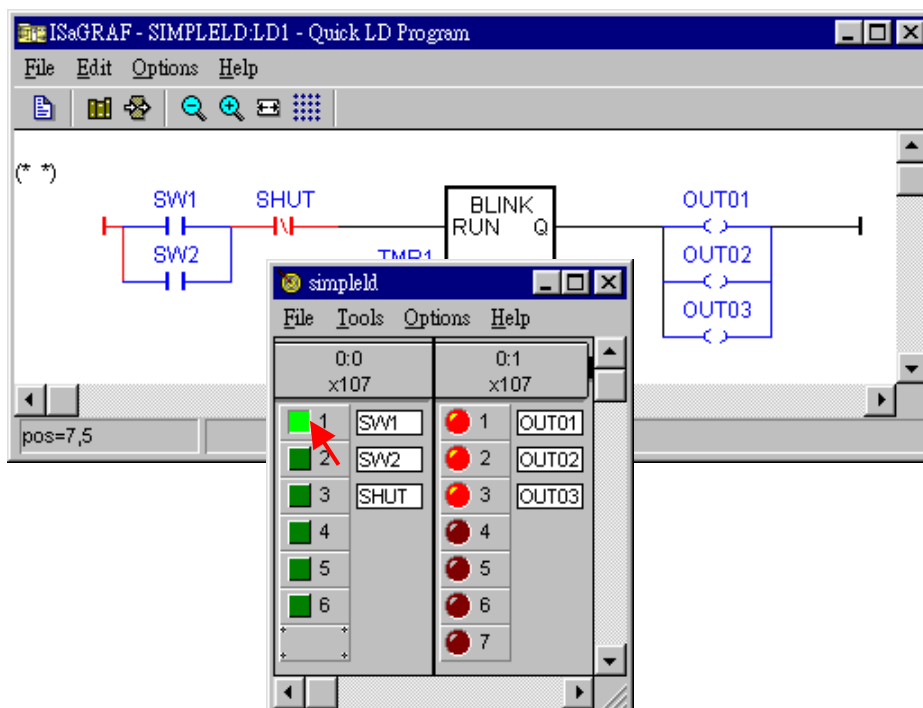 ISaGRAF - SIMPLELD:LD1 - Quick LD Program
File Edit Options Help
(* *)
SW1 SHUT BLINK OUT01
RUN Q
SW2 TMR1 OUT02
OUT03
pos=7,5
simpleld
File Tools Options Help
0:0 0:1
x107 x107
1 SW1 1 OUT01
2 SW2 2 OUT02
3 SHUT 3 OUT03
4 4
5 5
6 6
7